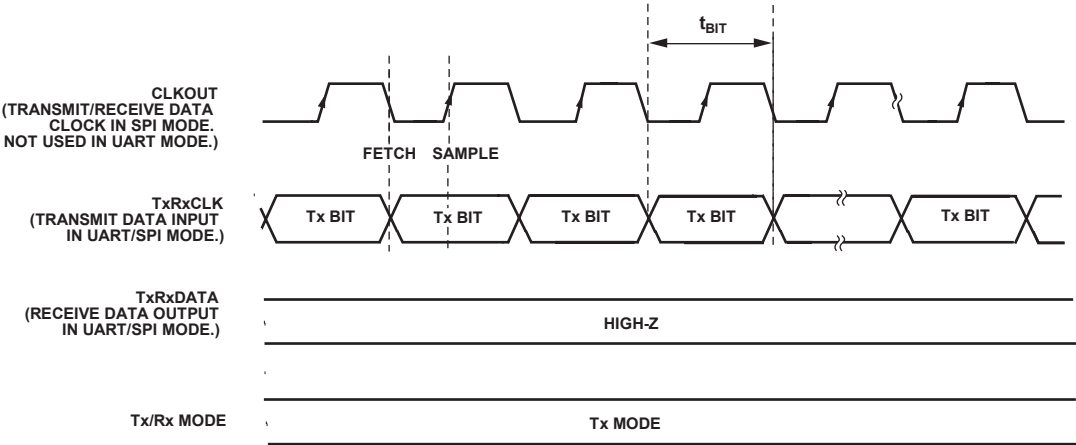 tBIT
CLKOUT
(TRANSMIT/RECEIVE DATA
CLOCK IN SPI MODE.
NOT USED IN UART MODE.)
FETCH SAMPLE
TxRxCLK
(TRANSMIT DATA INPUT
IN UART/SPI MODE.)
Tx BIT Tx BIT Tx BIT Tx BIT Tx BIT
TxRxDATA
(RECEIVE DATA OUTPUT
IN UART/SPI MODE.)
HIGH-Z
Tx/Rx MODE
Tx MODE